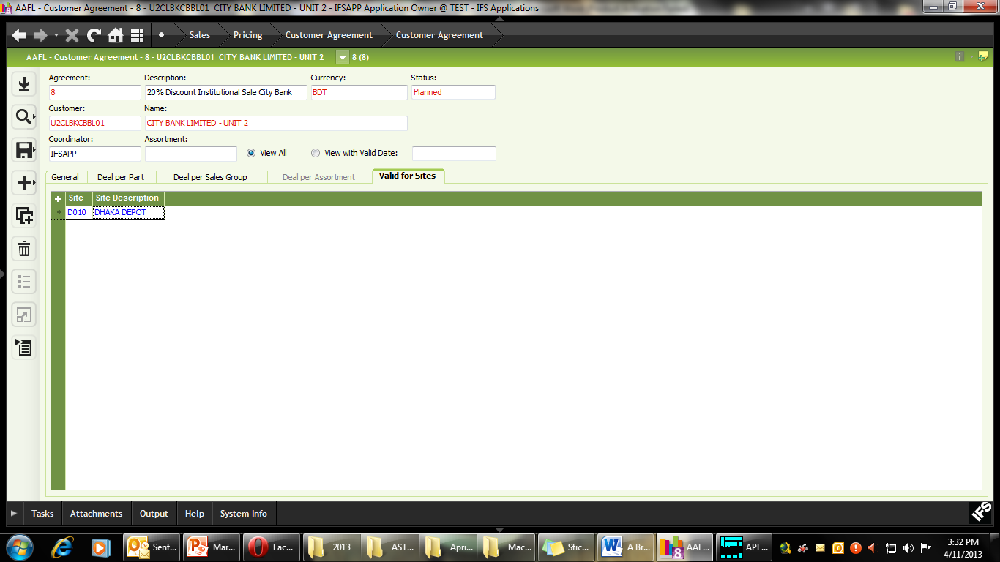 AAFL - Customer Agreement - 8 - U2CLBKCBBL01 CITY BANK LIMITED - UNIT 2 - IFSAPP Application Owner @ TEST - IFS Applications
Sales Pricing Customer Agreement Customer Agreement
AAFL - Customer Agreement - 8 - U2CLBKCBBL01 CITY BANK LIMITED - UNIT 2 8 (8)
Agreement: Description: Currency: Status:
8 20% Discount Institutional Sale City Bank BDT Planned
Customer: Name:
U2CLBKCBBL01 CITY BANK LIMITED - UNIT 2
Coordinator: Assortment:
IFSAPP View All View with Valid Date:
General Deal per Part Deal per Sales Group Deal per Assortment Valid for Sites
Site Site Description
D010 DHAKA DEPOT
Tasks Attachments Output Help System Info
IFS
Sent... Mar... Fac... 2013 AST... Apri... Mac... Stic... A Br... AAF... APE... 3:32 PM
4/11/2013